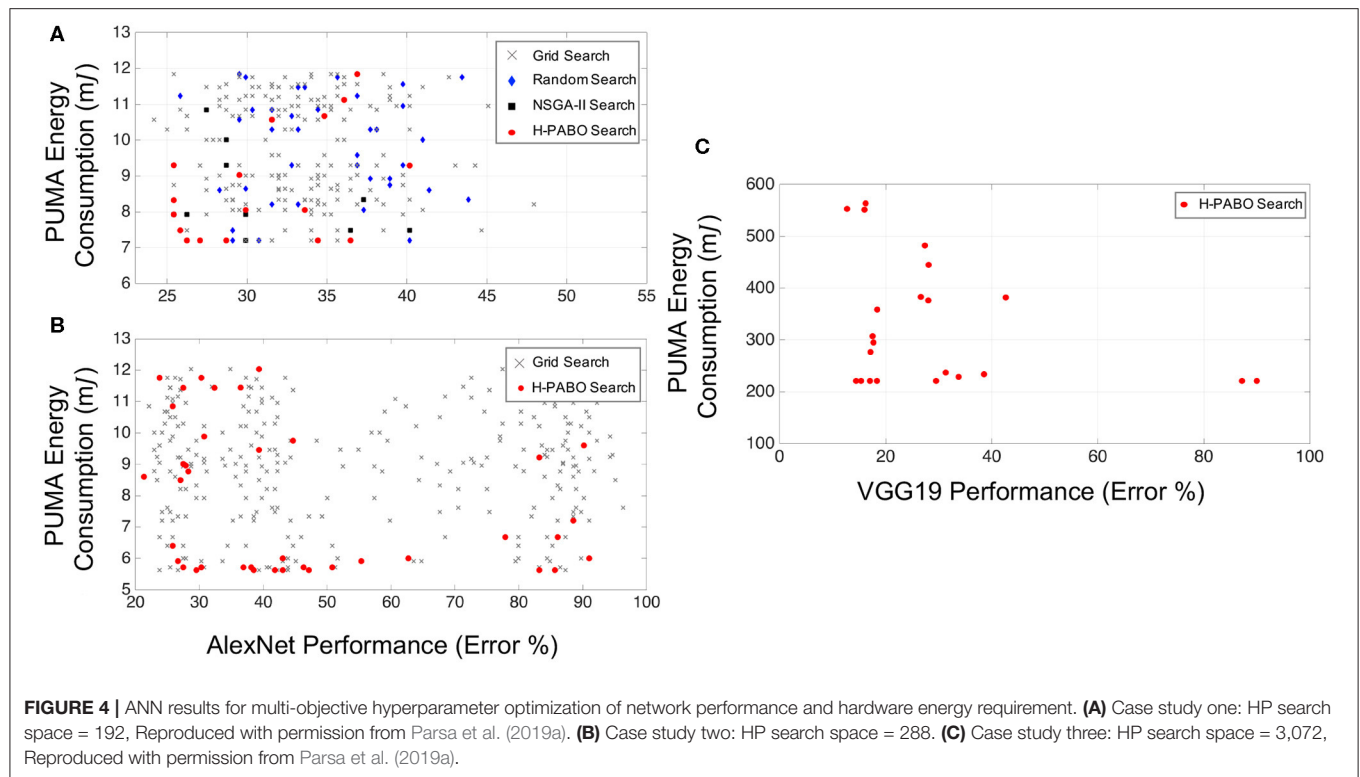 A
PUMA Energy
Consumption (mJ)
13
12
11
10
9
8
7
6
25
30
35
40
45
50
55
Grid Search
Random Search
NSGA-II Search
H-PABO Search
B
PUMA Energy
Consumption (mJ)
13
12
11
10
9
8
7
6
5
20
30
40
50
60
70
80
90
100
Grid Search
H-PABO Search
AlexNet Performance (Error %)
C
PUMA Energy
Consumption (mJ)
600
500
400
300
200
100
0
20
40
60
80
100
H-PABO Search
VGG19 Performance (Error %)
FIGURE 4 | ANN results for multi-objective hyperparameter optimization of network performance and hardware energy requirement. (A) Case study one: HP search
space = 192, Reproduced with permission from Parsa et al. (2019a). (B) Case study two: HP search space = 288. (C) Case study three: HP search space = 3,072,
Reproduced with permission from Parsa et al. (2019a).